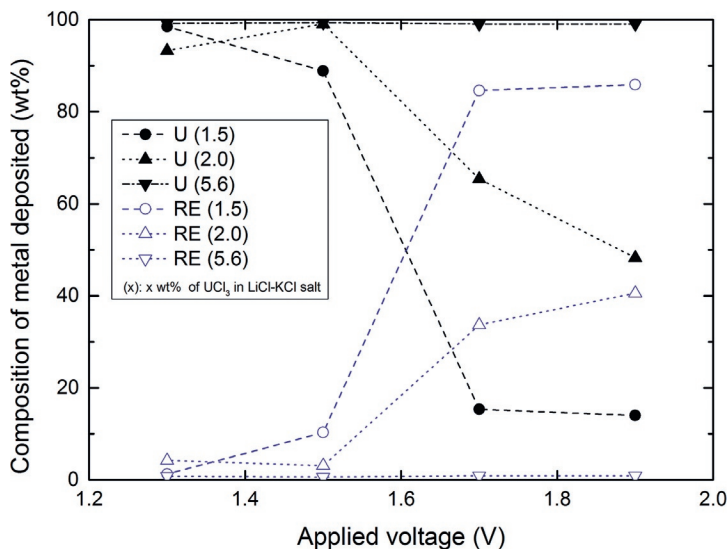 Composition of metal deposited (wt%)
100
80
60
40
20
0
U (1.5)
U (2.0)
U (5.6)
RE (1.5)
RE (2.0)
RE (5.6)
(x): x wt% of UCl₃ in LiCl-KCl salt
1.2 1.4 1.6 1.8 2.0
Applied voltage (V)